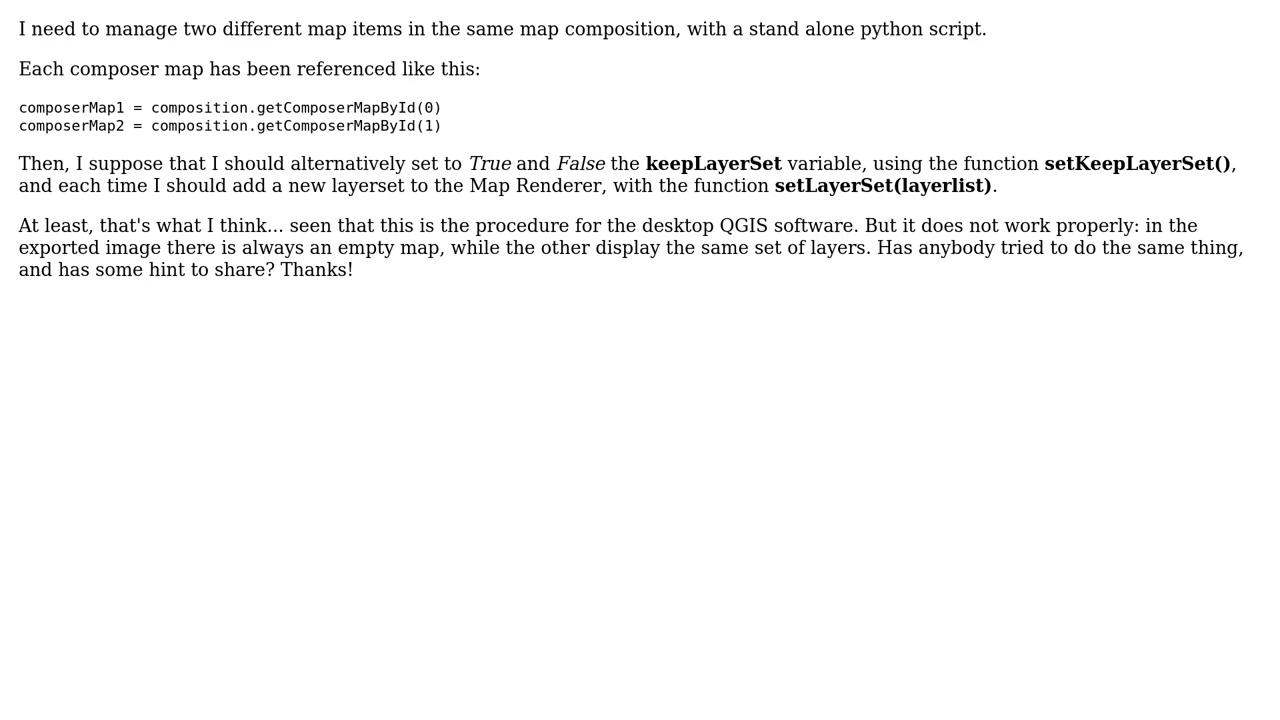 I need to manage two different map items in the same map composition, with a stand alone python script.
Each composer map has been referenced like this:
composerMap1 = composition.getComposerMapById(0)
composerMap2 = composition.getComposerMapById(1)
Then, I suppose that I should alternatively set to True and False the keepLayerSet variable, using the function setKeepLayerSet(),
and each time I should add a new layerset to the Map Renderer, with the function setLayerSet(layerlist).
At least, that's what I think... seen that this is the procedure for the desktop QGIS software. But it does not work properly: in the
exported image there is always an empty map, while the other display the same set of layers. Has anybody tried to do the same thing,
and has some hint to share? Thanks!